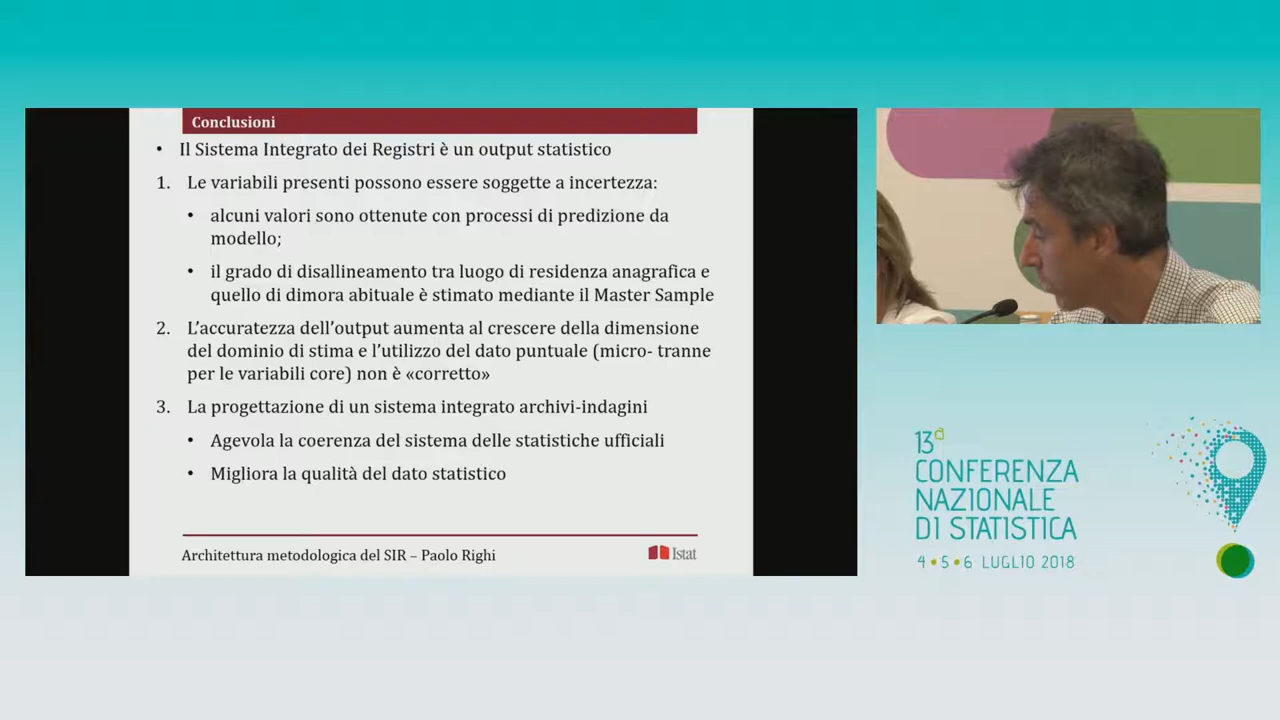 Conclusioni
• Il Sistema Integrato dei Registri è un output statistico
1. Le variabili presenti possono essere soggette a incertezza:
• alcuni valori sono ottenute con processi di predizione da
modello;
• il grado di disallineamento tra luogo di residenza anagrafica e
quello di dimora abituale è stimato mediante il Master Sample
2. L'accuratezza dell'output aumenta al crescere della dimensione
del dominio di stima e l'utilizzo del dato puntuale (micro- tranne
per le variabili core) non è «corretto»
3. La progettazione di un sistema integrato archivi-indagini
• Agevola la coerenza del sistema delle statistiche ufficiali
• Migliora la qualità del dato statistico
Architettura metodologica del SIR – Paolo Righi
Istat
13a
CONFERENZA
NAZIONALE
DI STATISTICA
4 • 5 • 6 LUGLIO 2018